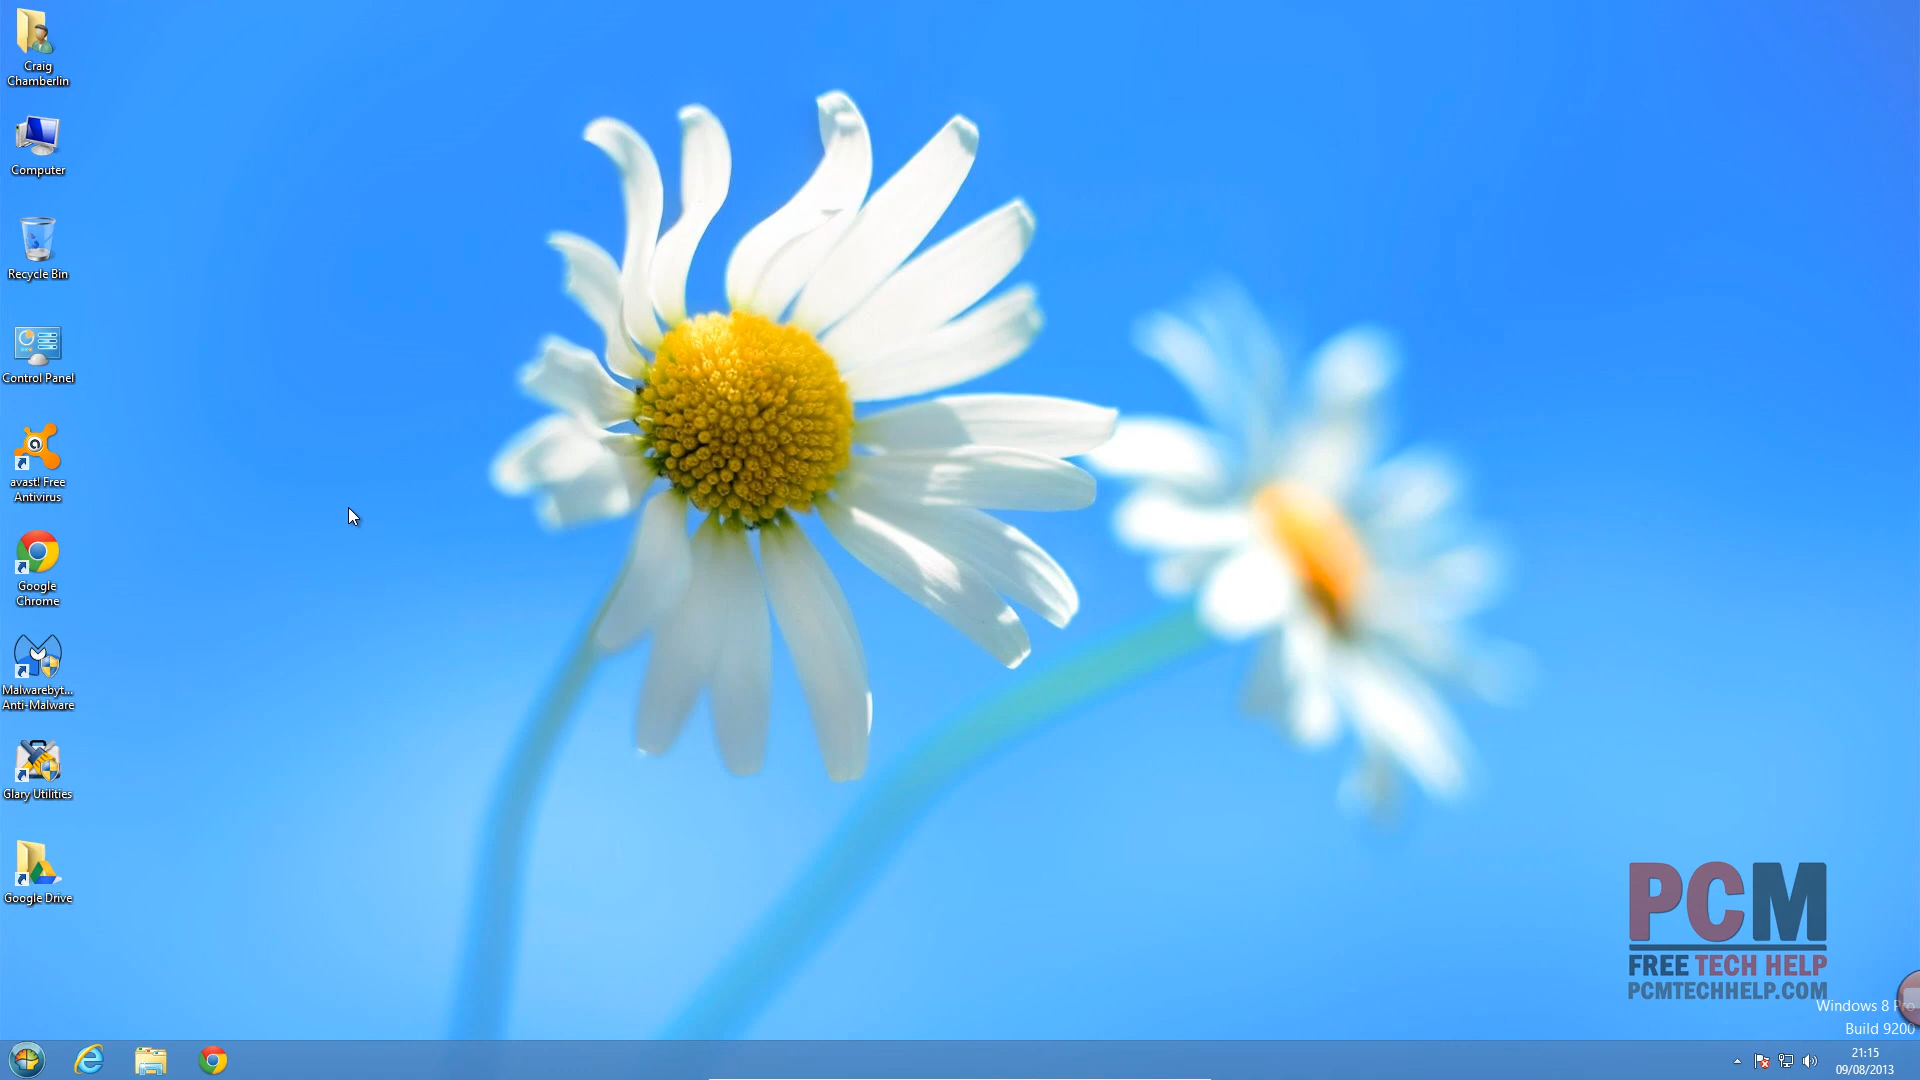 Craig
Chamberlin
Computer
Recycle Bin
Control Panel
avast! Free
Antivirus
Google
Chrome
Malwarebyt...
Anti-Malware
Glary Utilities
Google Drive
PCM
FREE TECH HELP
PCMTECHHELP.COM
Windows 8 Pro
Build 9200
21:15
09/08/2013